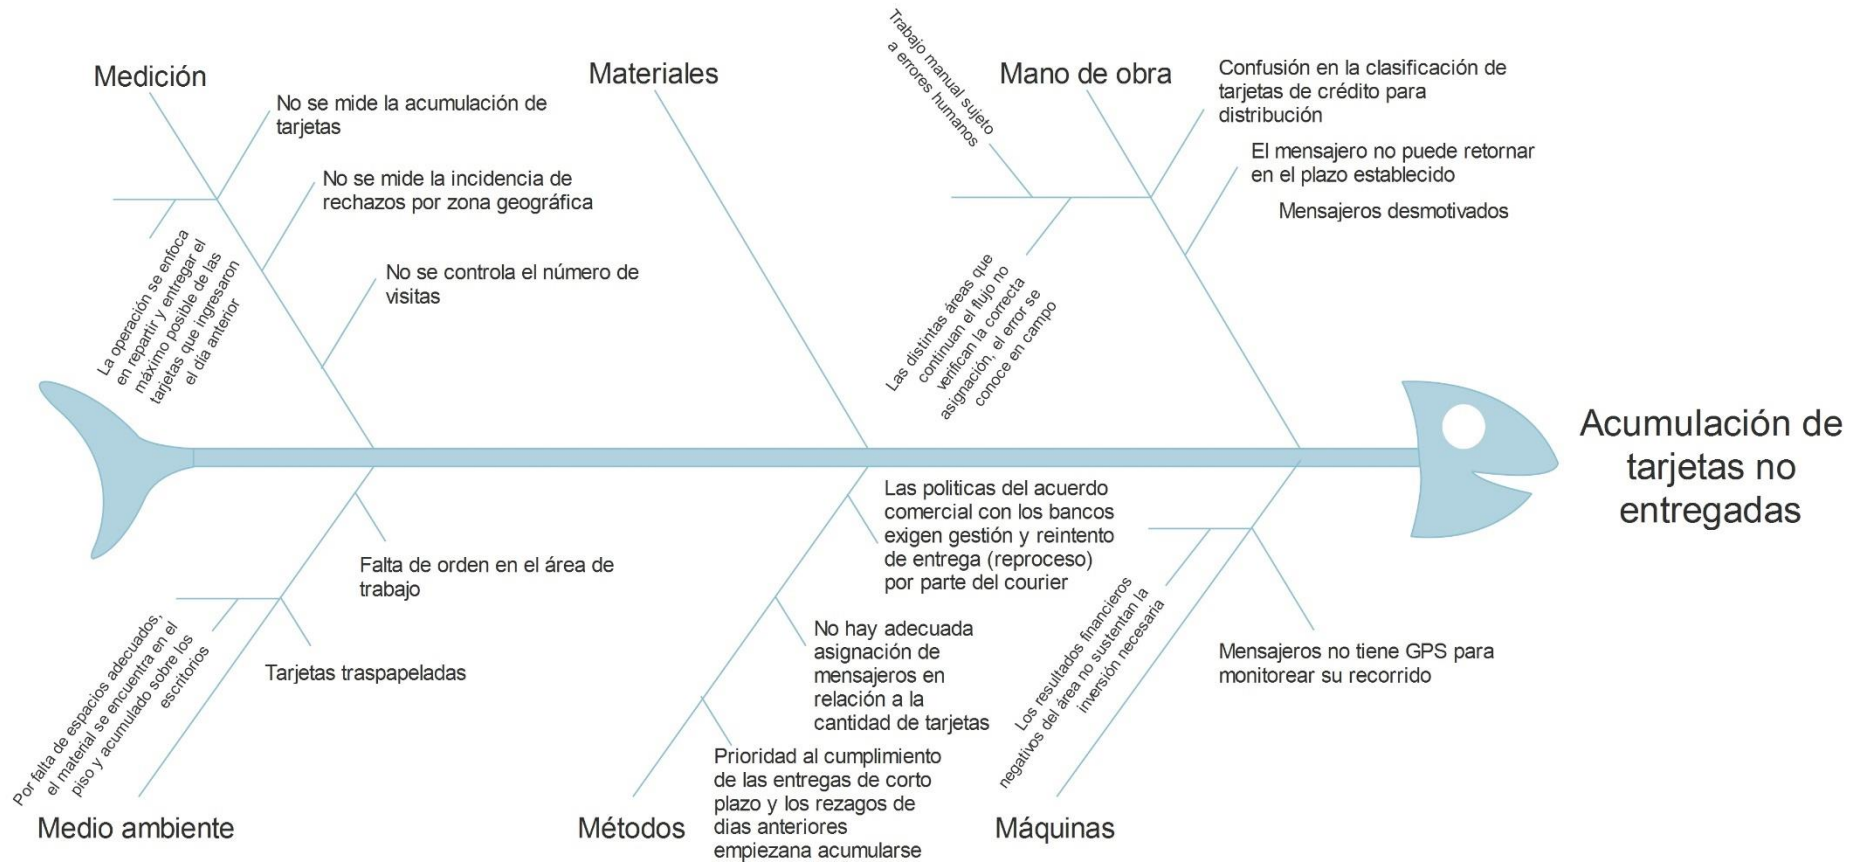 Medición
No se mide la acumulación de
tarjetas
No se mide la incidencia de
rechazos por zona geográfica
No se controla el número de
visitas
La operación se enfoca
en repartir y entregar el
máximo posible de las
tarjetas que ingresaron
el día anterior
Materiales
Mano de obra
Trabajo manual sujeto
a errores humanos
Confusión en la clasificación de
tarjetas de crédito para
distribución
El mensajero no puede retornar
en el plazo establecido
Mensajeros desmotivados
Las distintas áreas que
continuan el flujo no
verifican la correcta
asignación, el error se
conoce en campo
Acumulación de
tarjetas no
entregadas
Falta de orden en el área de
trabajo
Tarjetas traspapeladas
Por falta de espacios adecuados,
el material se encuentra en el
piso y acumulado sobre los
escritorios
Medio ambiente
Las politicas del acuerdo
comercial con los bancos
exigen gestión y reintento
de entrega (reproceso)
por parte del courier
No hay adecuada
asignación de
mensajeros en
relación a la
cantidad de tarjetas
Prioridad al cumplimiento
de las entregas de corto
plazo y los rezagos de
dias anteriores
empiezana acumularse
Métodos
Los resultados financieros
negativos del área no sustentan la
inversión necesaria
Mensajeros no tiene GPS para
monitorear su recorrido
Máquinas